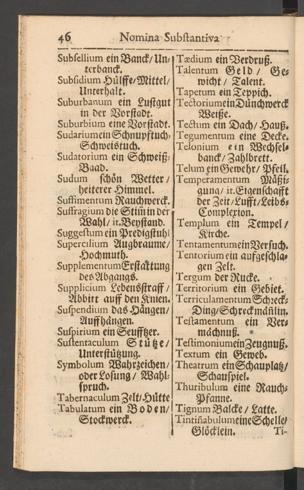 46 Nomina Substantiva
Subsellium ein Banck/Un-
terbanck.
Subsidium Hülffe/Mittel/
Unterhalt.
Suburbanum ein Lustgut
in der Vorstadt.
Suburbium eine Vorstadt.
Sudarium ein Schnupftuch/
Schweistuch.
Sudatorium ein Schweiß-
Baad.
Sudum schön Wetter/
heiterer Himmel.
Suffimentum Rauchwerck.
Suffragium die Stim in der
Wahl/ it. Beystand.
Suggestum ein Predigstuhl
Supercilium Augbraume/
Hochmuth.
Supplementum Erstattung
des Abgangs.
Supplicium Lebensstraff/
Abbitt auff den Knien.
Suspendium das Hängen/
Auffhängen.
Suspirium ein Seufftzer.
Sustentaculum Stütze/
Unterstützung.
Symbolum Wahrzeichen/
oder Losung/ Wahl-
spruch.
Tabernaculum Zelt/Hütte
Tabulatum ein Boden/
Stockwerck.
Tædium ein Verdruß.
Talentum Geld/ Ge-
wicht/ Talent.
Tapetum ein Teppich.
Tectorium ein Dünchwerck
Weiße.
Tectum ein Dach/ Hauß.
Tegumentum eine Decke.
Telonium ein Wechsel-
banck/ Zahlbrett.
Telum ein Gewehr/ Pfeil.
Temperamentum Mäßi-
gung/ it. Eigenschafft
der Zeit/Lufft/Leibs-
Complexion.
Templum ein Tempel/
Kirche.
Tentamentum ein Versuch.
Tentorium ein aufgeschla-
gen Zelt.
Tergum der Rucke.
Territorium ein Gebiet.
Terriculamentum Schreck-
Ding/Schreckmänlin.
Testamentum ein Ver-
mächnuß.
Testimonium ein Zeugnuß.
Textum ein Geweb.
Theatrum ein Schauplatz/
Schauspiel.
Thuribulum eine Rauch-
Pfanne.
Tignum Balcke/ Latte.
Tintinnabulum eine Schelle/
Glöcklein.
Ti-